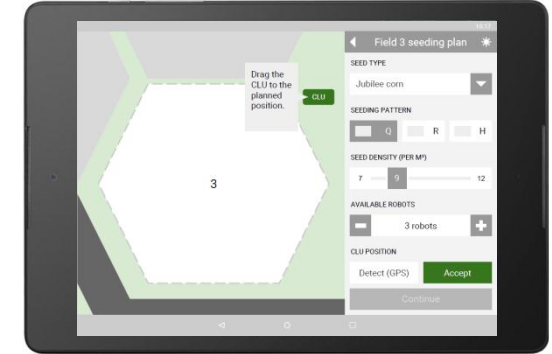 Field 3 seeding plan
SEED TYPE
Jubilee corn
SEEDING PATTERN
Q R H
SEED DENSITY (PER M²)
7 9 12
AVAILABLE ROBOTS
3 robots
CLU POSITION
Detect (GPS) Accept
Continue
Drag the
CLU to the
planned
position.
CLU
3